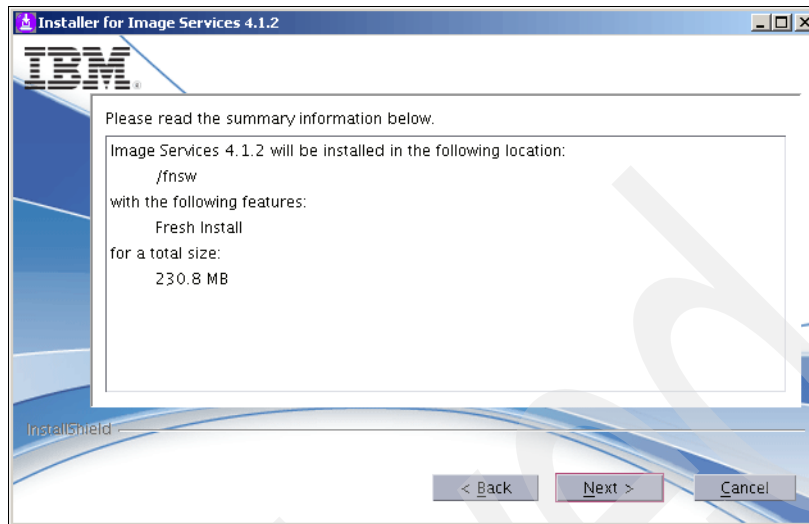 Installer for Image Services 4.1.2
IBM
Please read the summary information below.
Image Services 4.1.2 will be installed in the following location:
/fnsw
with the following features:
Fresh Install
for a total size:
230.8 MB
InstallShield
< Back
Next >
Cancel